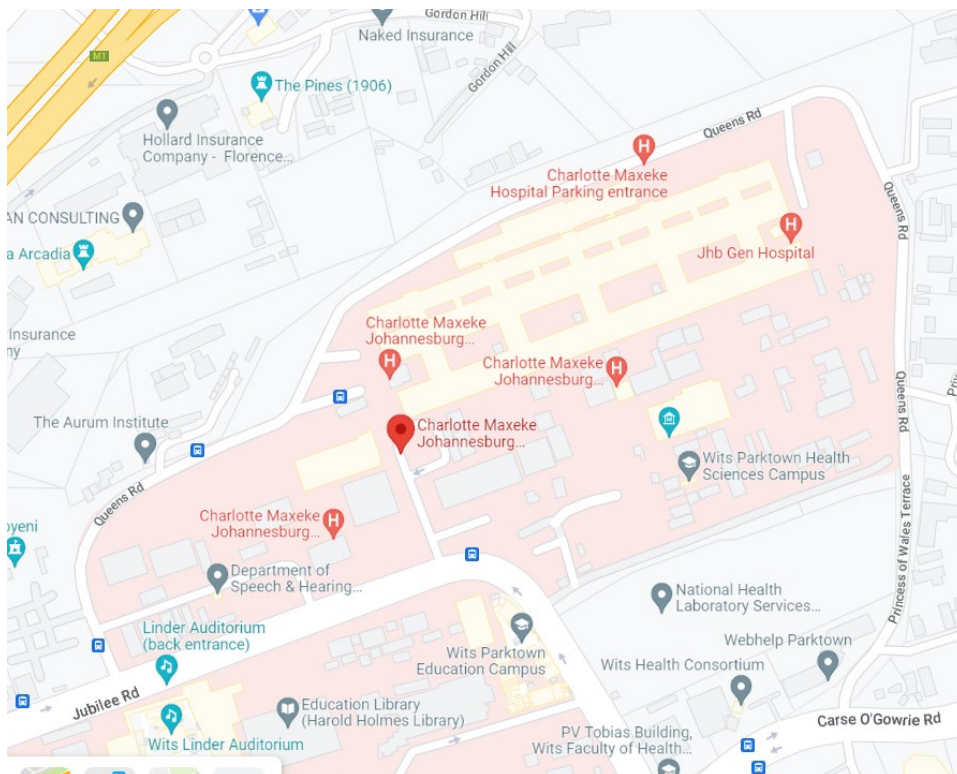 Gordon Hill
Naked Insurance
Gordon Hill
M1
The Pines (1906)
Hollard Insurance
Company - Florence...
Queens Rd
Charlotte Maxeke
Hospital Parking entrance
AN CONSULTING
Queens Rd
a Arcadia
Jhb Gen Hospital
Insurance
ny
Charlotte Maxeke
Johannesburg...
Charlotte Maxeke
Johannesburg...
Queens Rd
The Aurum Institute
Charlotte Maxeke
Johannesburg...
Wits Parktown Health
Sciences Campus
Queens Rd
Charlotte Maxeke
Johannesburg...
oyeni
Department of
Speech & Hearing...
Princess of Wales Terrace
National Health
Laboratory Services...
Linder Auditorium
(back entrance)
Wits Parktown
Education Campus
Webhelp Parktown
Wits Health Consortium
Jubilee Rd
Education Library
(Harold Holmes Library)
Carse O'Gowrie Rd
Wits Linder Auditorium
PV Tobias Building,
Wits Faculty of Health...